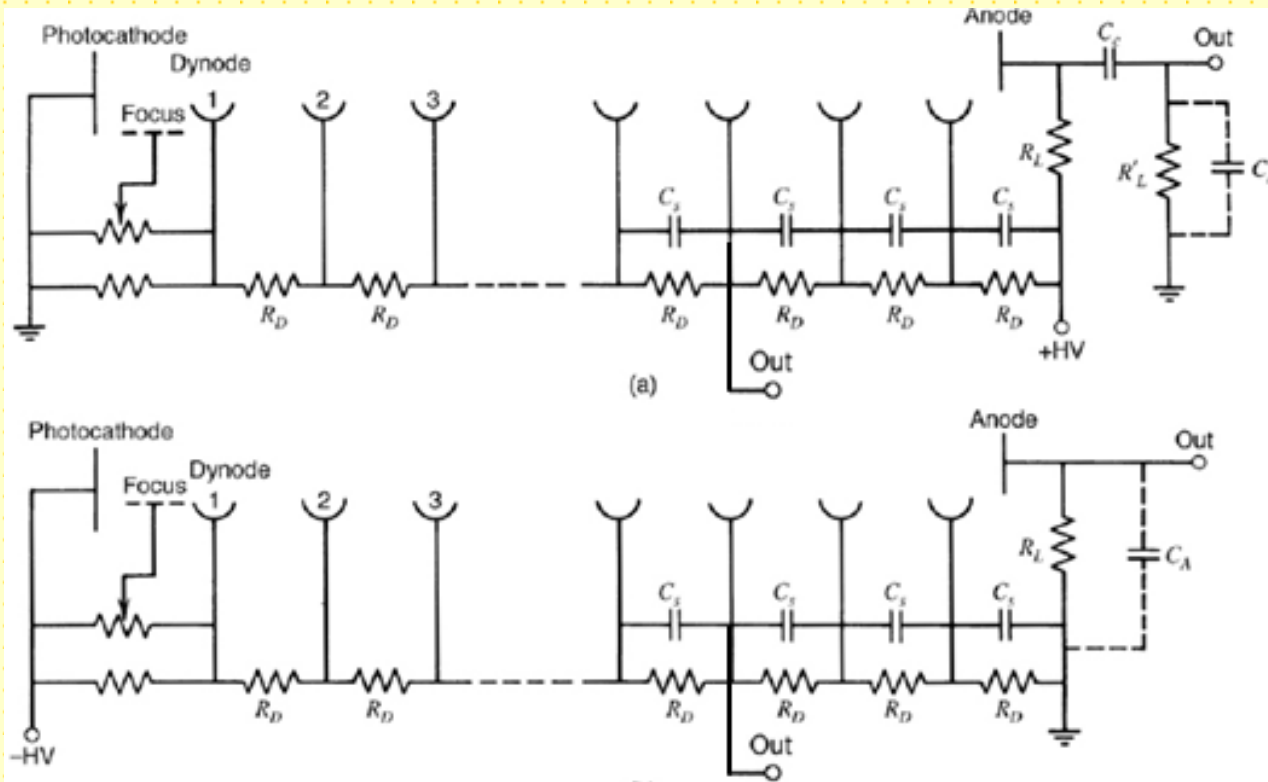 Anode
Photocathode
C_c
Out
Dynode
Focus
1 2 3
R_L
R'_L
C_s C_s C_s C_s
R_D R_D R_D R_D R_D R_D
+HV
Out
(a)
Photocathode
Anode
Out
Dynode
Focus
1 2 3
R_L
C_A
C_s C_s C_s C_s
R_D R_D R_D R_D R_D R_D
Out
–HV